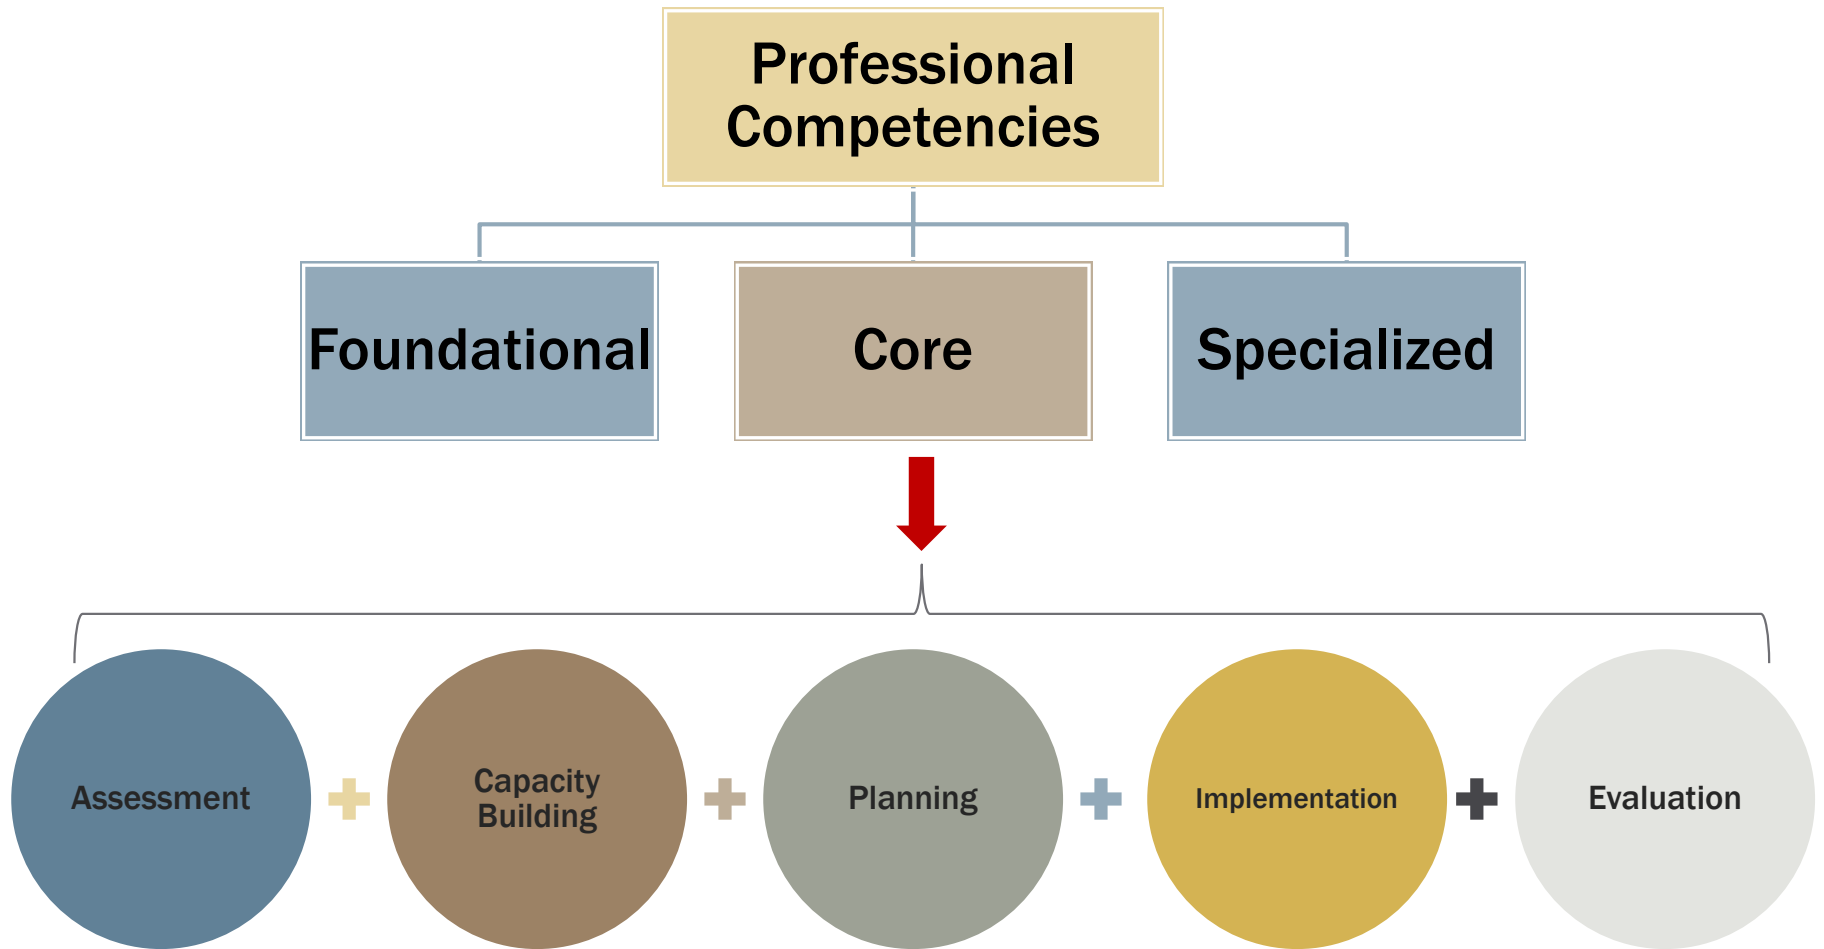 Professional
Competencies
Foundational
Core
Specialized
Assessment
Capacity
Building
Planning
Implementation
Evaluation